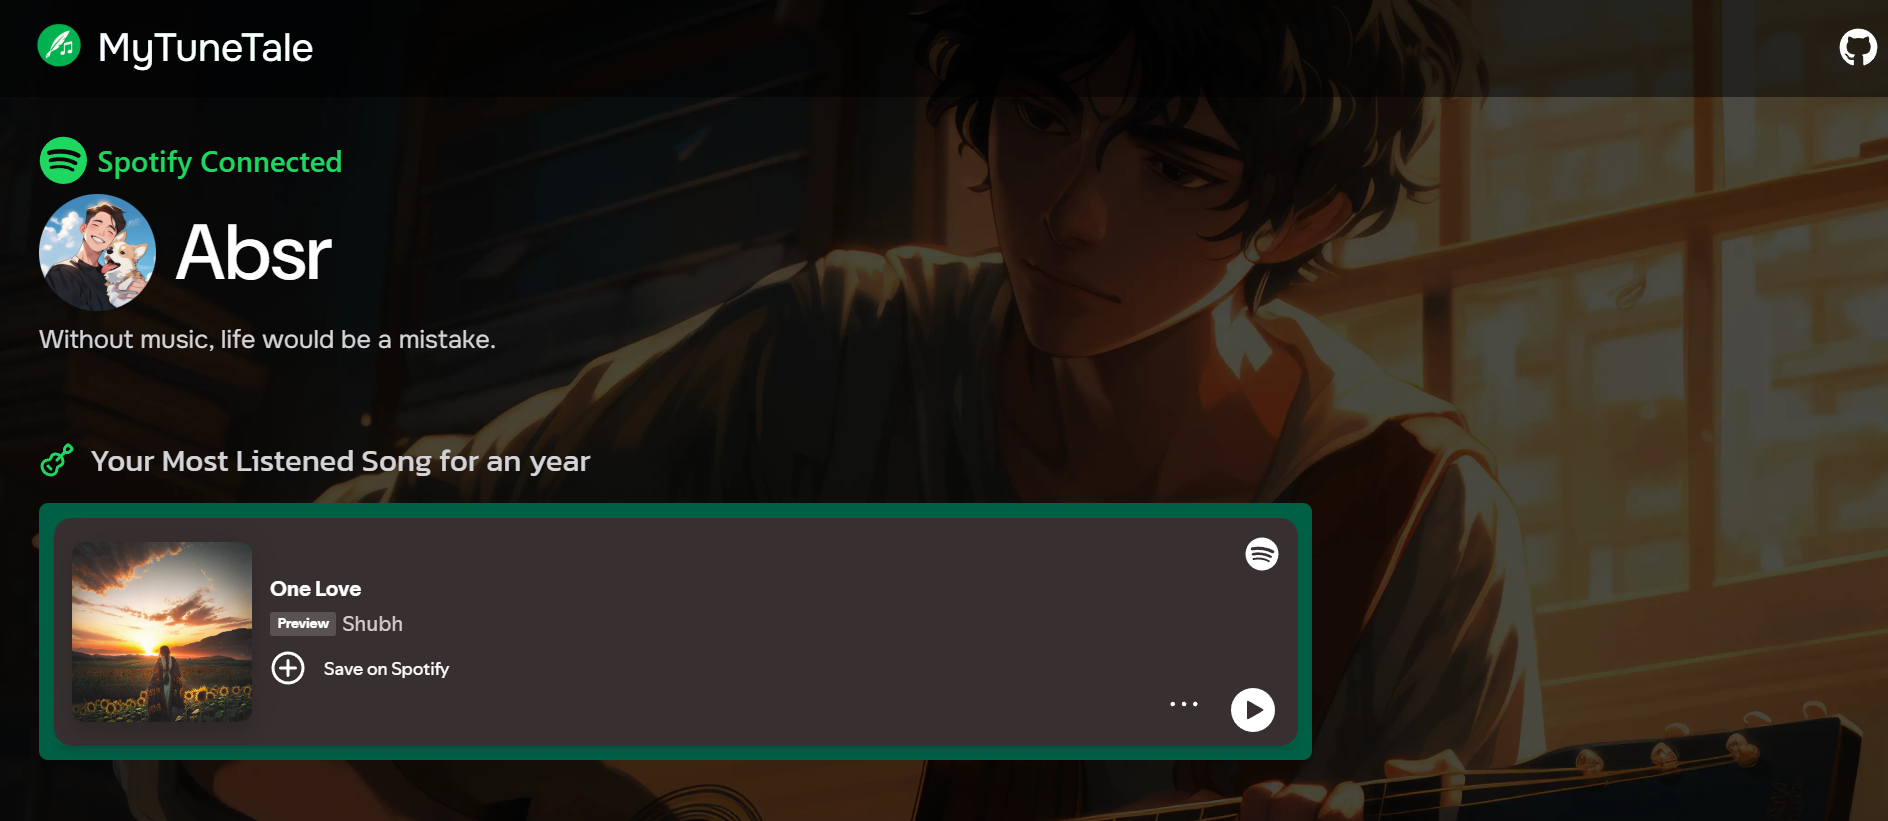 MyTuneTale
Spotify Connected
Absr
Without music, life would be a mistake.
Your Most Listened Song for an year
One Love
Preview Shubh
Save on Spotify